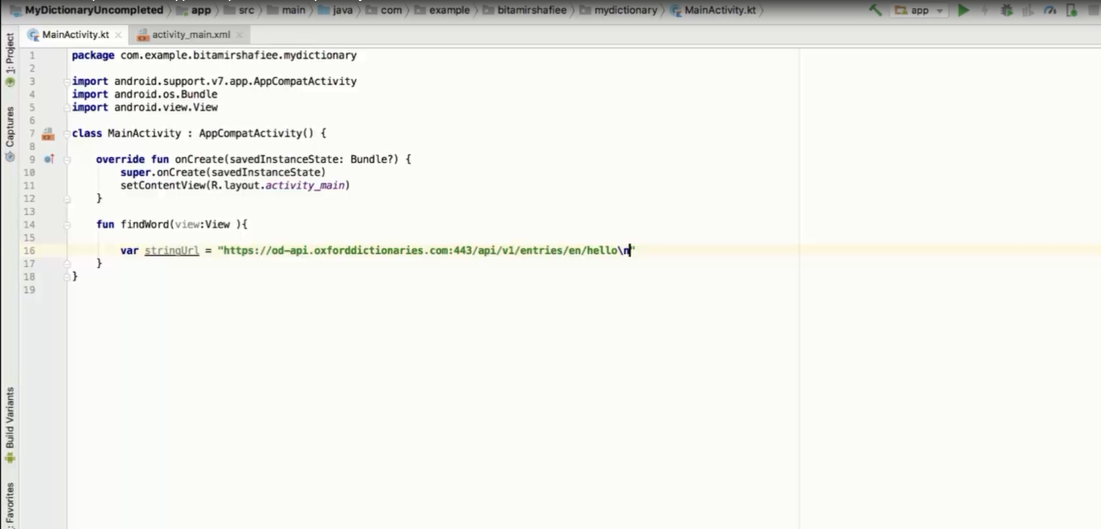 MyDictionaryUncompleted app src main java com example bitamirshafiee mydictionary MainActivity.kt app
MainActivity.kt activity_main.xml
1: Project
Captures
Build Variants
Favorites
1 package com.example.bitamirshafiee.mydictionary
2
3 import android.support.v7.app.AppCompatActivity
4 import android.os.Bundle
5 import android.view.View
6
7 class MainActivity : AppCompatActivity() {
8
9 override fun onCreate(savedInstanceState: Bundle?) {
10 super.onCreate(savedInstanceState)
11 setContentView(R.layout.activity_main)
12 }
13
14 fun findWord(view:View ){
15
16 var stringUrl = "https://od-api.oxforddictionaries.com:443/api/v1/entries/en/hello\n"
17 }
18 }
19